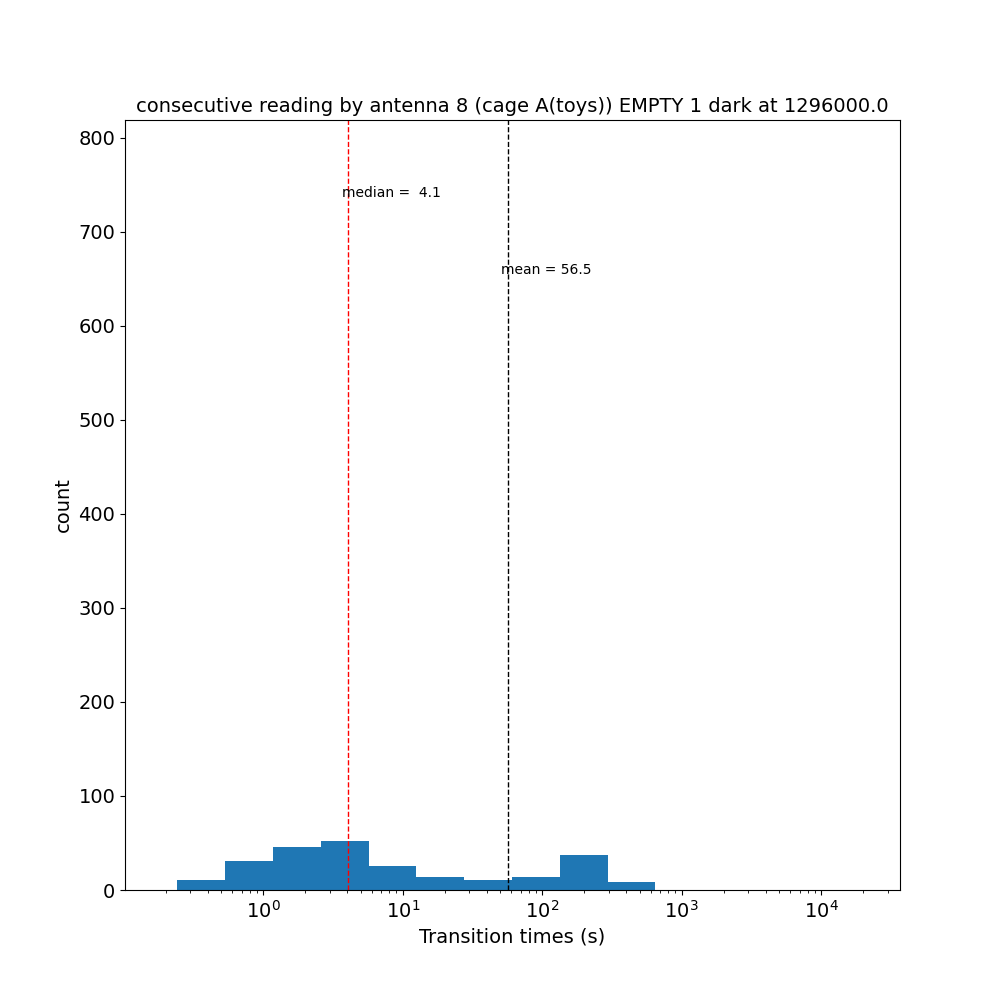 consecutive reading by antenna 8 (cage A(toys)) EMPTY 1 dark at 1296000.0
800
median =  4.1
700
mean = 56.5
600
500
400
count
300
200
100
0
10⁰ 10¹ 10² 10³ 10⁴
Transition times (s)